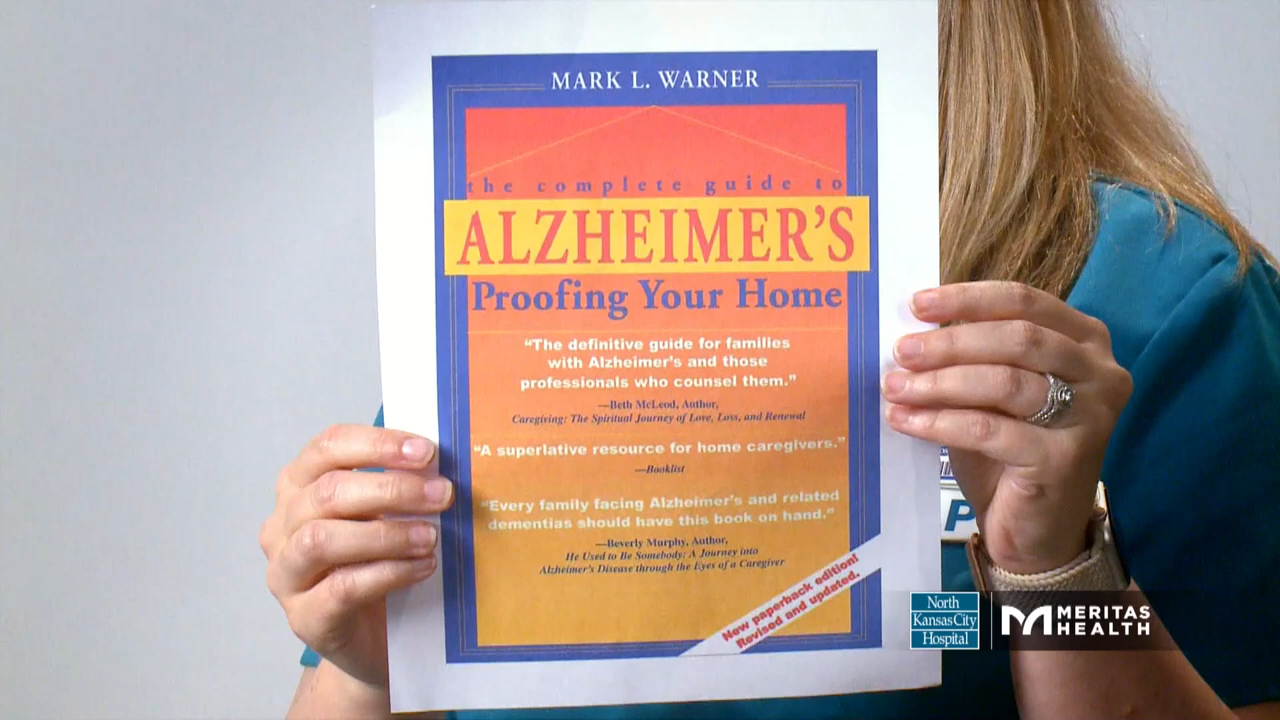 MARK L. WARNER
the complete guide to
ALZHEIMER'S
Proofing Your Home
“The definitive guide for families
with Alzheimer's and those
professionals who counsel them.”
—Beth McLeod, Author,
Caregiving: The Spiritual Journey of Love, Loss, and Renewal
“A superlative resource for home caregivers.”
—Booklist
“Every family facing Alzheimer's and related
dementias should have this book on hand.”
—Beverly Murphy, Author,
He Used to Be Somebody: A Journey into
Alzheimer's Disease through the Eyes of a Caregiver
New paperback edition!
Revised and updated.
P
North
Kansas City
Hospital
MERITAS
HEALTH